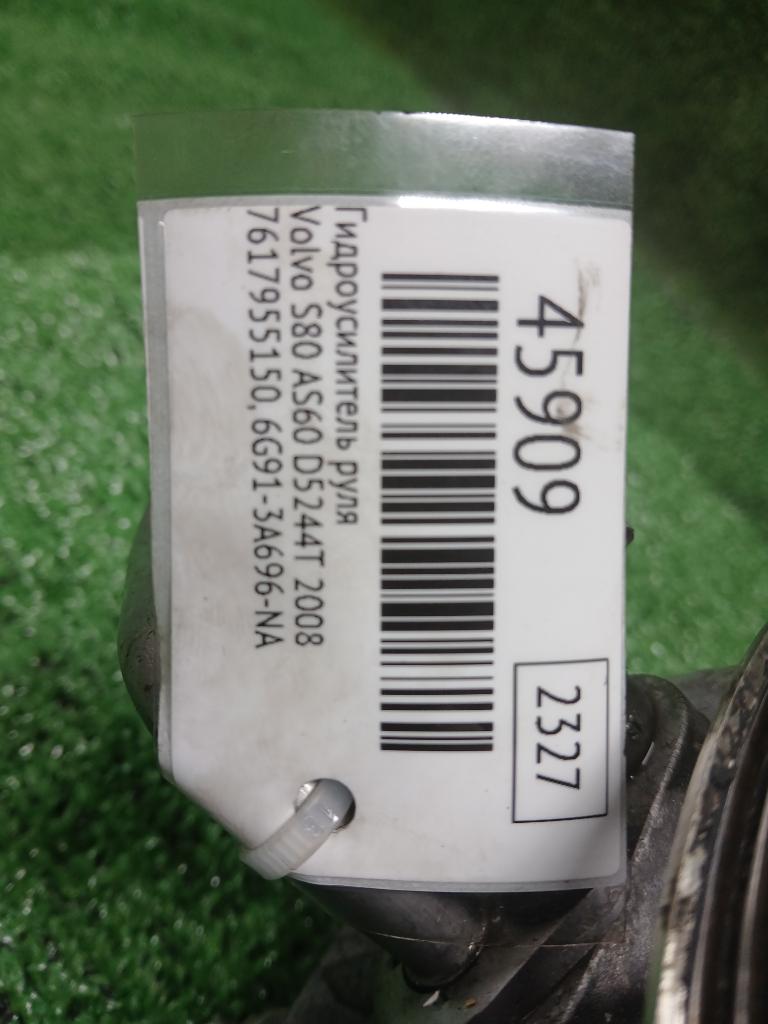 45909
2327
Гидроусилитель руля
Volvo S80 AS60 D5244T 2008
7617955150, 6G91-3A696-NA